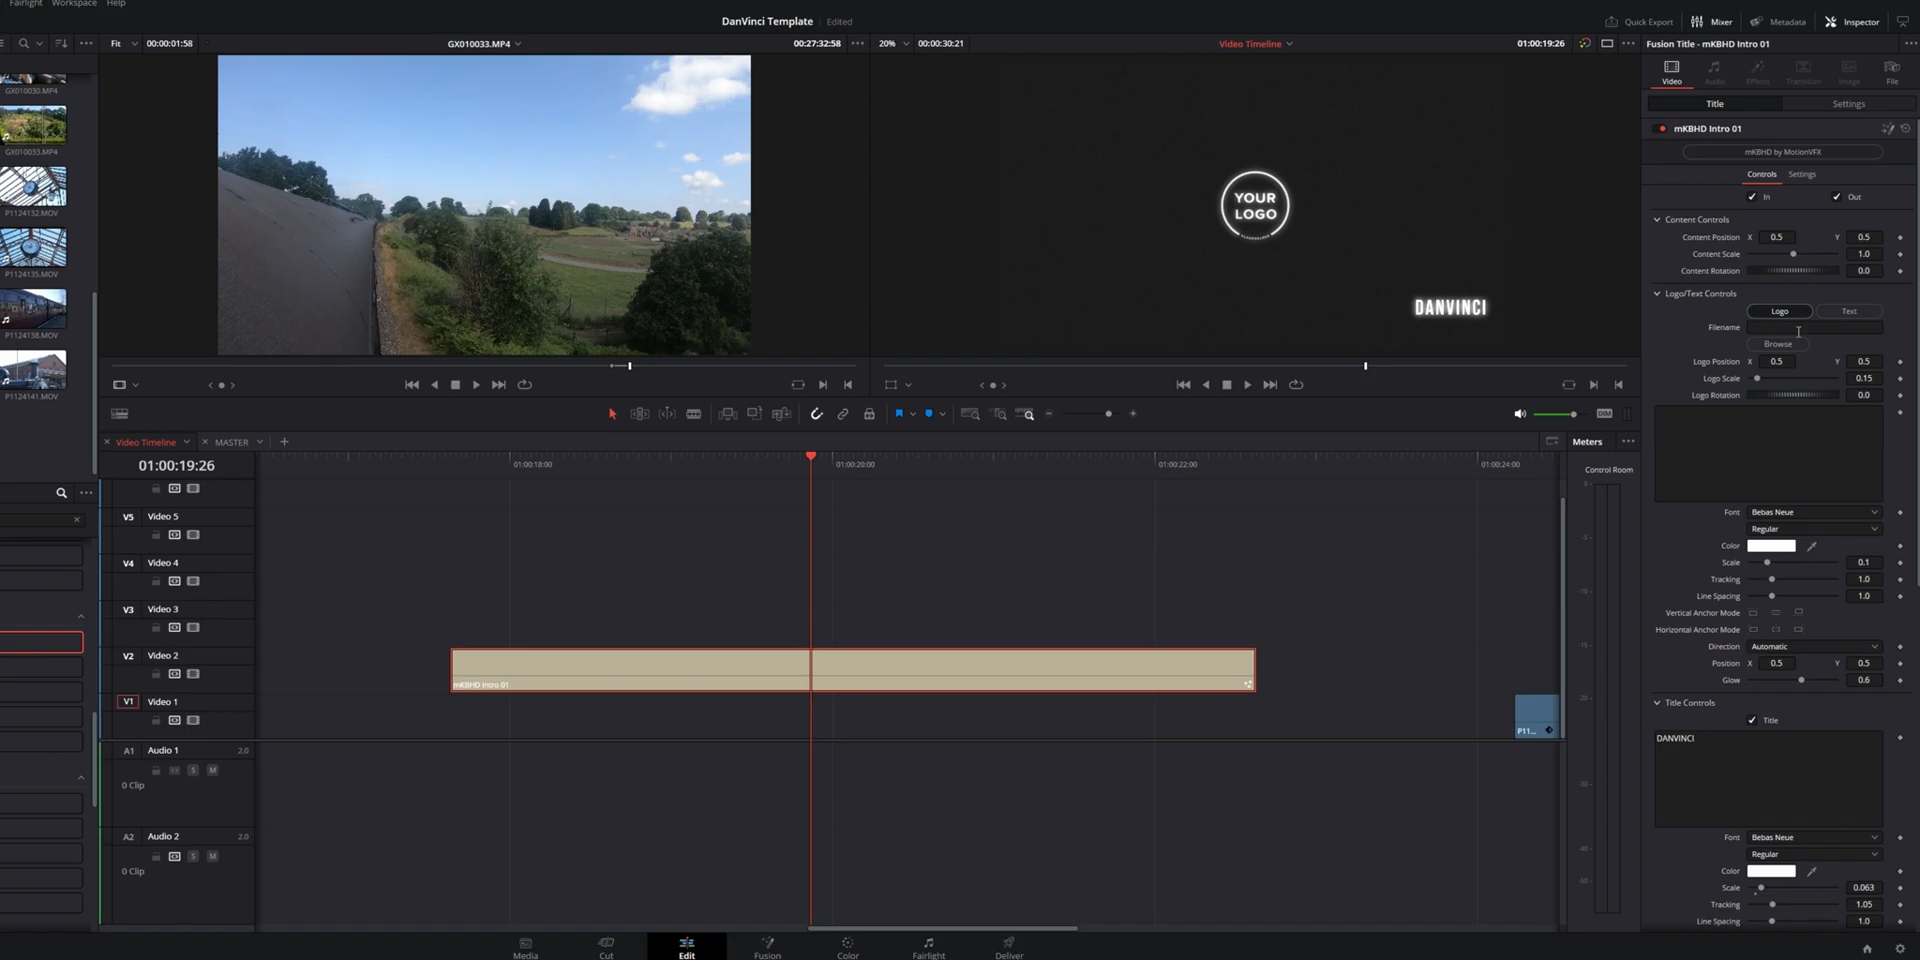 Fairlight Workspace Help
DanVinci Template Edited
Quick Export Mixer Metadata Inspector
Fit 00:00:01:58 GX010033.MP4 00:27:32:58
20% 00:00:30:21 Video Timeline 01:00:19:26
Fusion Title - mKBHD Intro 01
GX010030.MP4
GX010033.MP4
P1124132.MOV
P1124135.MOV
P1124138.MOV
P1124141.MOV
YOUR
LOGO
DANVINCI
Video Audio Effects Transition Image File
Title Settings
mKBHD Intro 01
mKBHD by MotionVFX
Controls Settings
In Out
Content Controls
Content Position X 0.5 Y 0.5
Content Scale 1.0
Content Rotation 0.0
Logo/Text Controls
Logo Text
Filename
Browse
Logo Position X 0.5 Y 0.5
Logo Scale 0.15
Logo Rotation 0.0
Font Bebas Neue
Regular
Color
Scale 0.1
Tracking 1.0
Line Spacing 1.0
Vertical Anchor Mode
Horizontal Anchor Mode
Direction Automatic
Position X 0.5 Y 0.5
Glow 0.6
Title Controls
Title
DANVINCI
Font Bebas Neue
Regular
Color
Scale 0.063
Tracking 1.05
Line Spacing 1.0
DIM
Video Timeline MASTER
Meters
Control Room
0
-5
-10
-15
-20
-30
-40
-50
01:00:19:26
01:00:18:00 01:00:20:00 01:00:22:00 01:00:24:00
V5 Video 5
V4 Video 4
V3 Video 3
V2 Video 2
mKBHD Intro 01
V1 Video 1
P11...
A1 Audio 1 2.0
S M
0 Clip
A2 Audio 2 2.0
S M
0 Clip
Media Cut Edit Fusion Color Fairlight Deliver